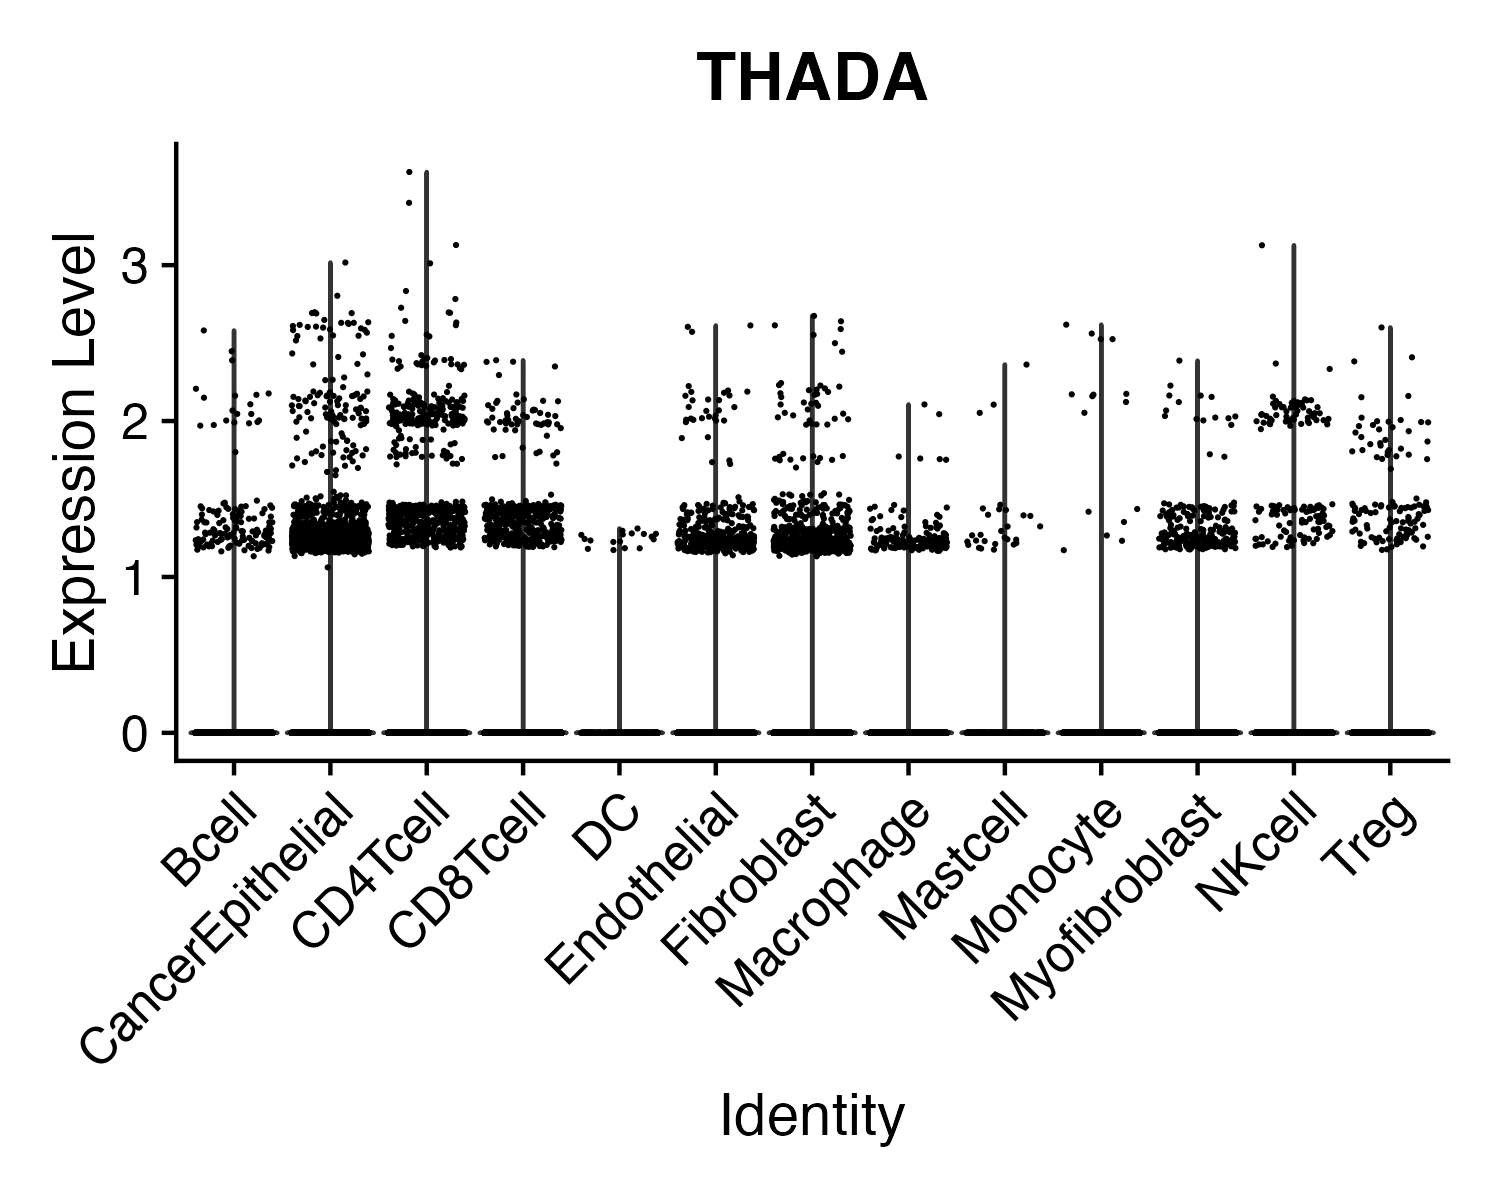 THADA
Expression Level
3
2
1
0
Bcell
CancerEpithelial
CD4Tcell
CD8Tcell
DC
Endothelial
Fibroblast
Macrophage
Mastcell
Monocyte
Myofibroblast
NKcell
Treg
Identity